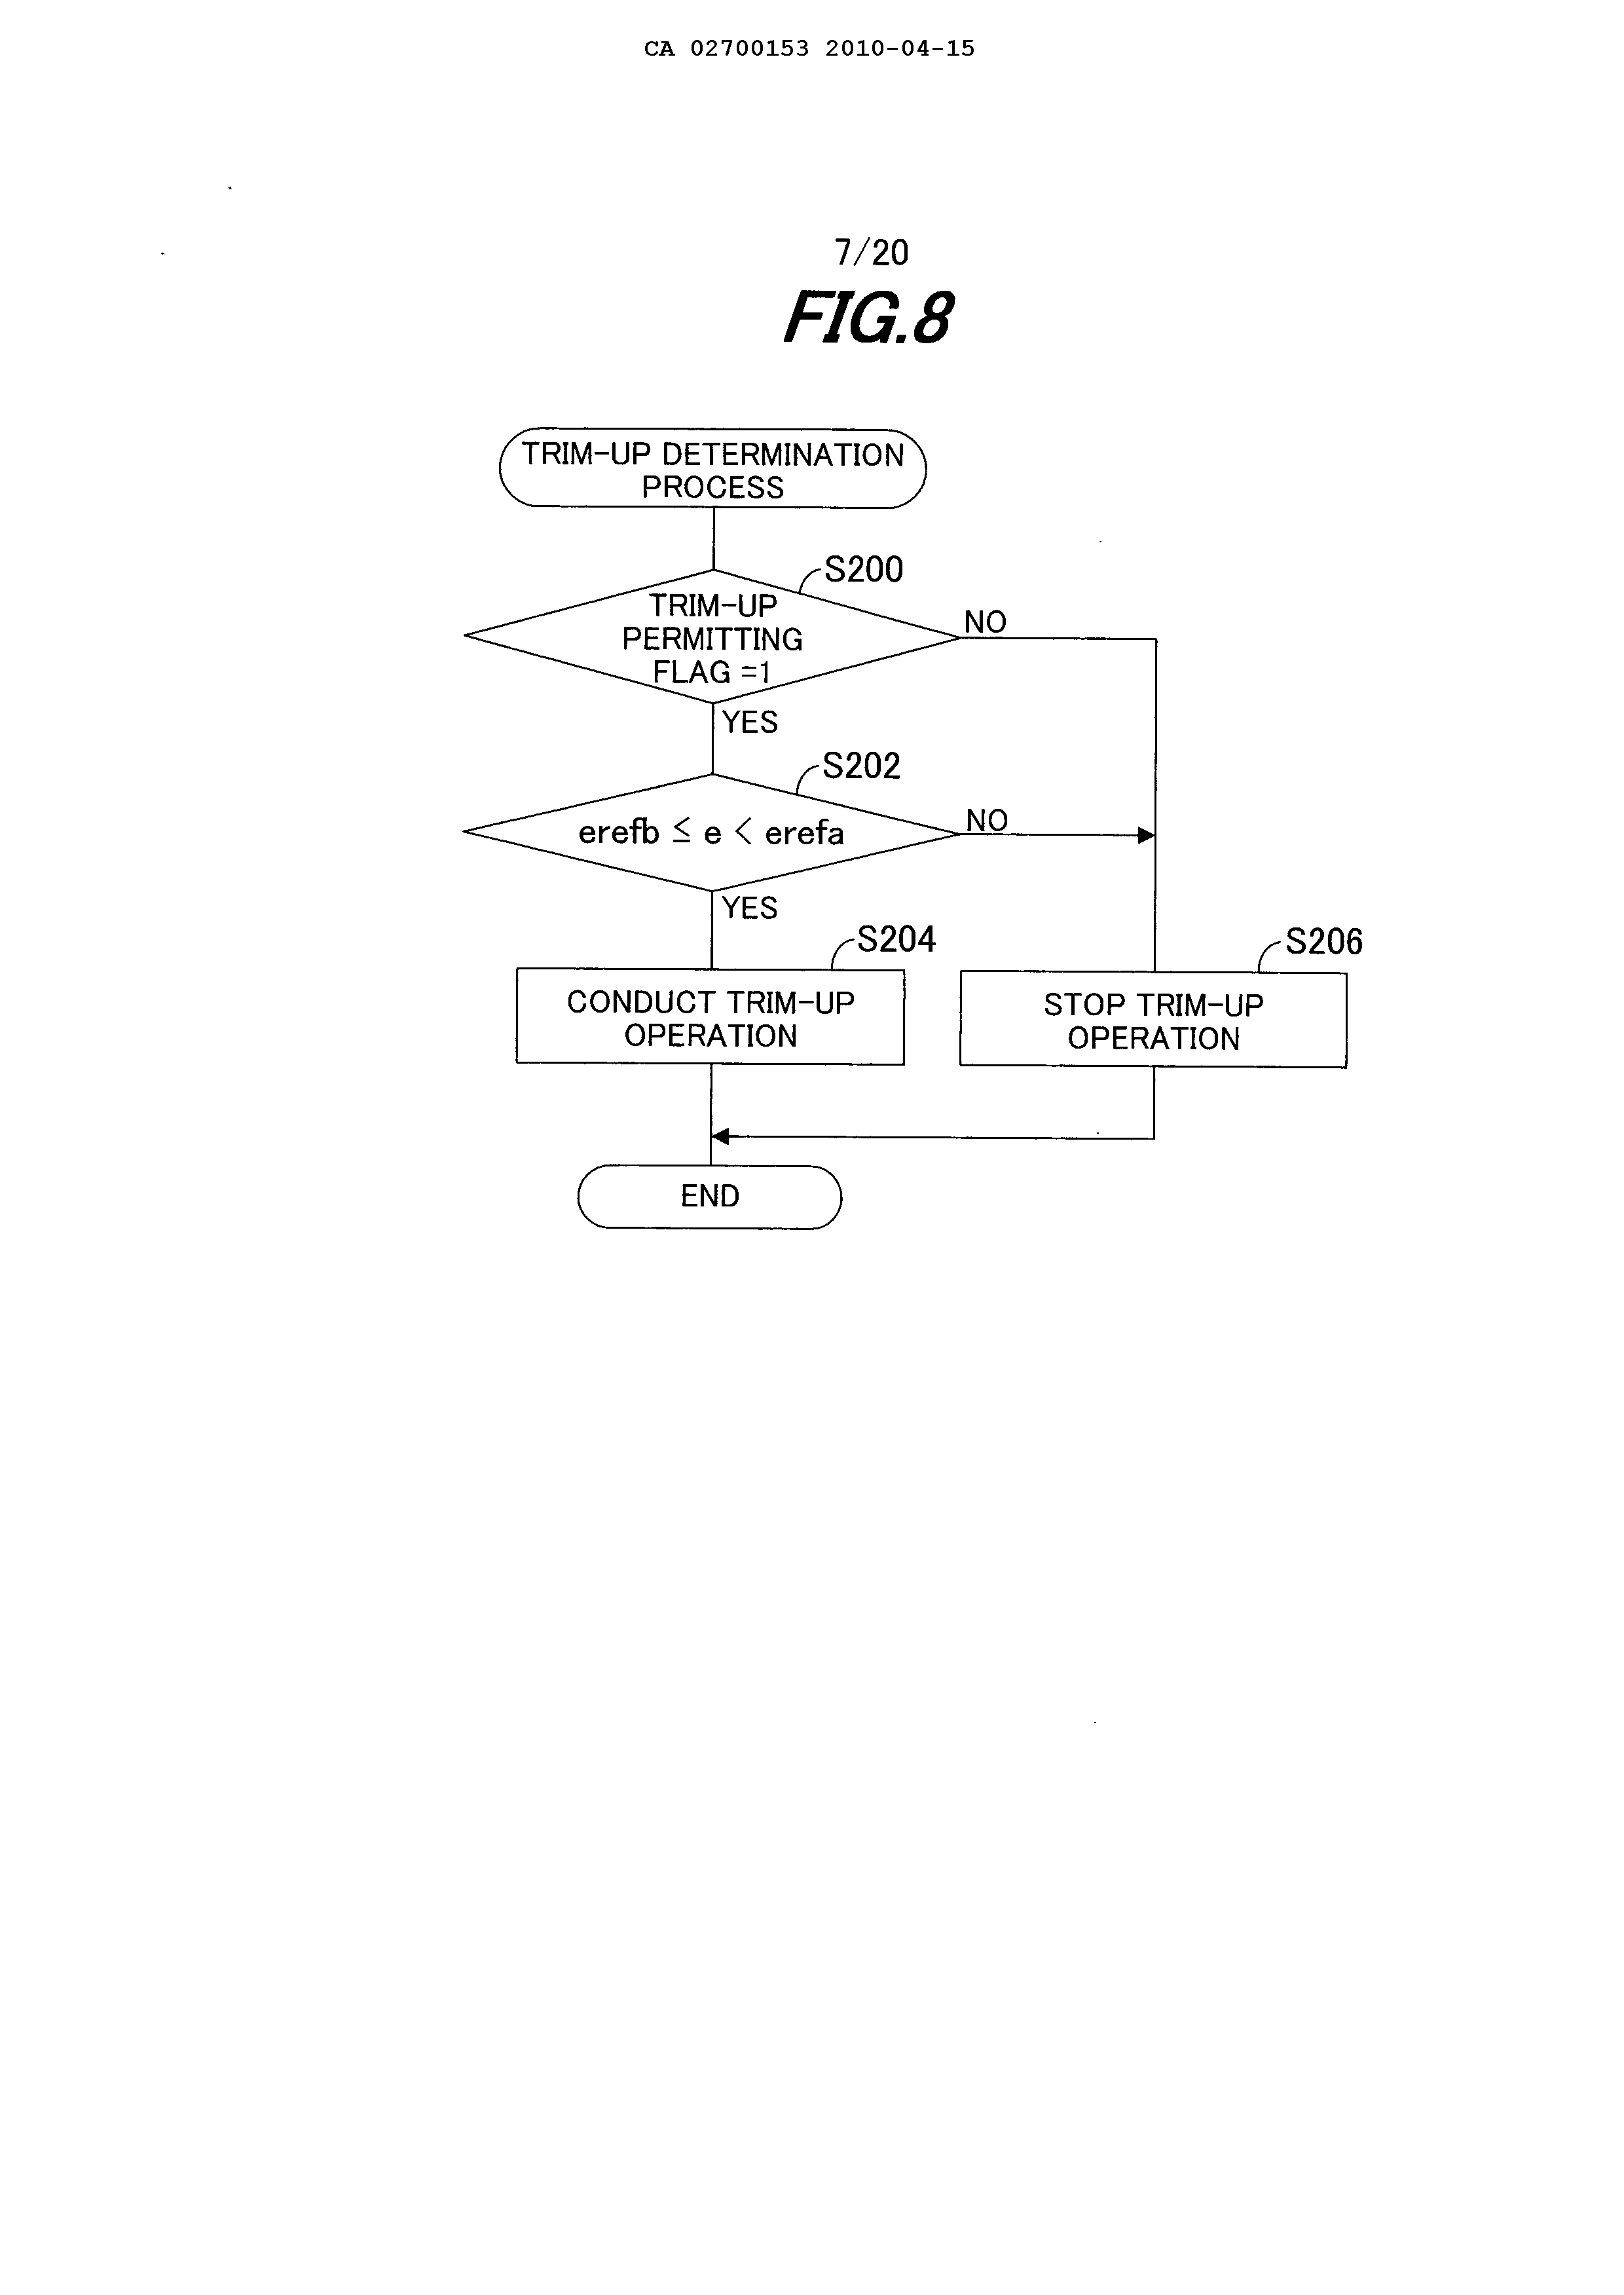 CA 02700153 2010-04-15
7/20
FIG.8
TRIM-UP DETERMINATION
PROCESS
S200
TRIM-UP
PERMITTING
FLAG =1
NO
YES
S202
erefb ≤ e < erefa
NO
YES
S204
CONDUCT TRIM-UP
OPERATION
S206
STOP TRIM-UP
OPERATION
END